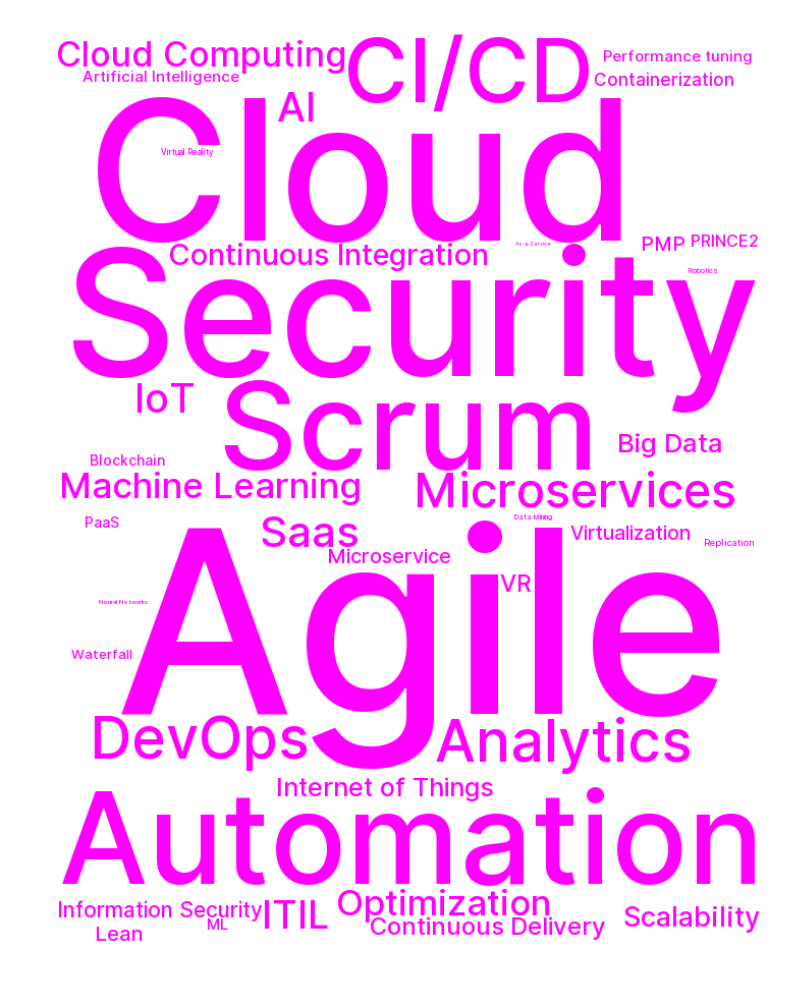 Cloud Computing
CI/CD
Performance tuning
Artificial Intelligence
Containerization
AI
Cloud
Virtual Reality
Continuous Integration
As-a-Service
PMP
PRINCE2
Security
Robotics
IoT
Scrum
Big Data
Blockchain
Machine Learning
Microservices
PaaS
Saas
Data Mining
Virtualization
Replication
Microservice
Agile
VR
Neural Networks
Waterfall
DevOps
Analytics
Internet of Things
Automation
Information Security
ML
ITIL
Optimization
Continuous Delivery
Scalability
Lean